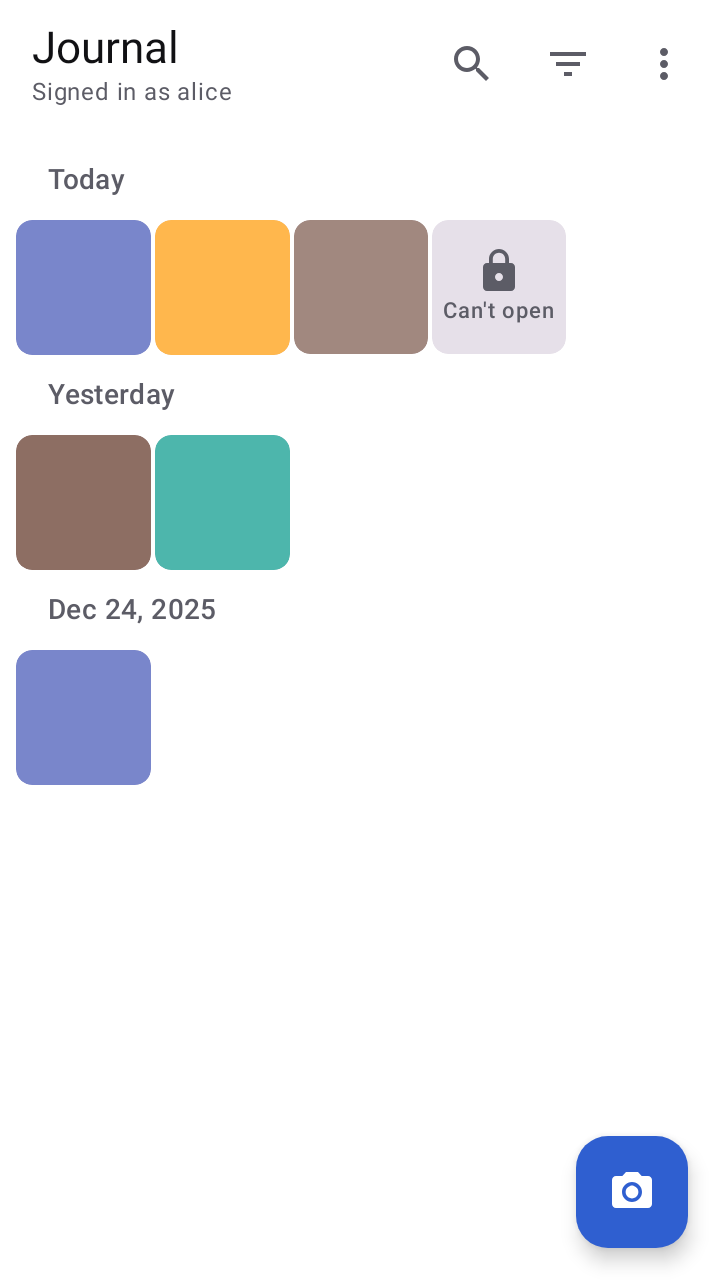 Journal
Signed in as alice
Today
Can't open
Yesterday
Dec 24, 2025